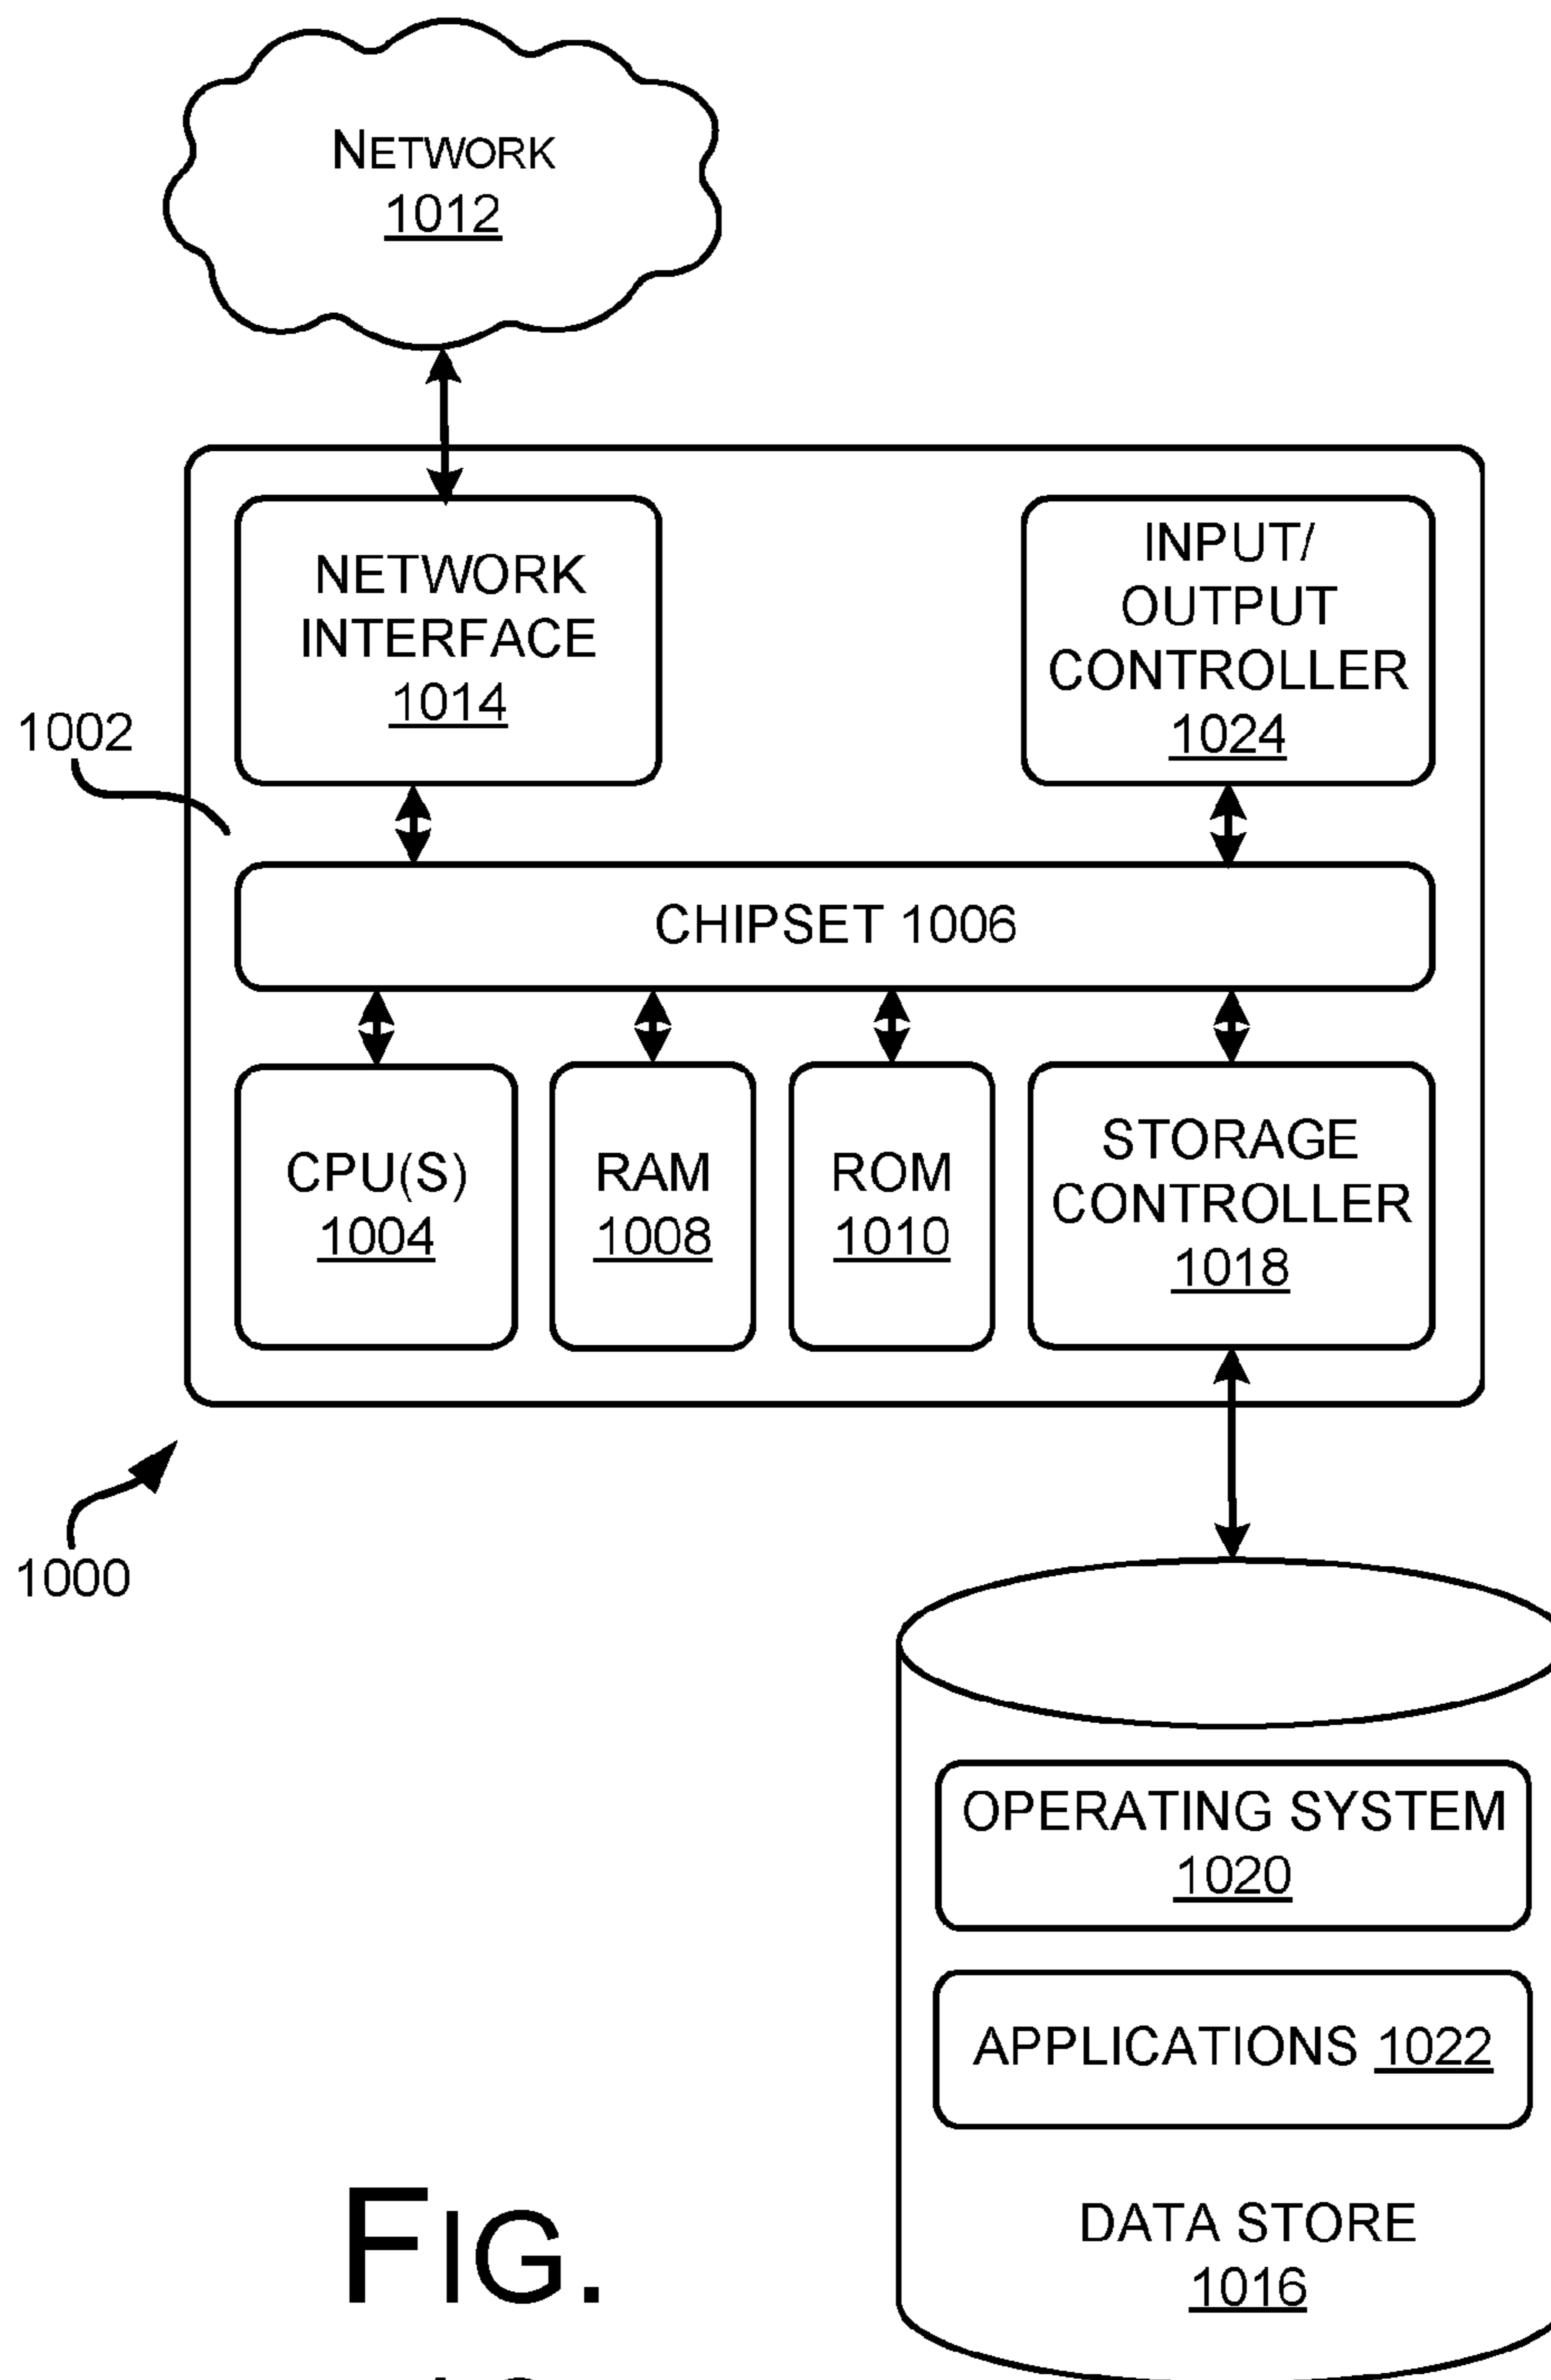 NETWORK
1012
NETWORK
INTERFACE
1014
INPUT/
OUTPUT
CONTROLLER
1024
1002
CHIPSET 1006
CPU(S)
1004
RAM
1008
ROM
1010
STORAGE
CONTROLLER
1018
1000
OPERATING SYSTEM
1020
APPLICATIONS 1022
DATA STORE
1016
FIG.